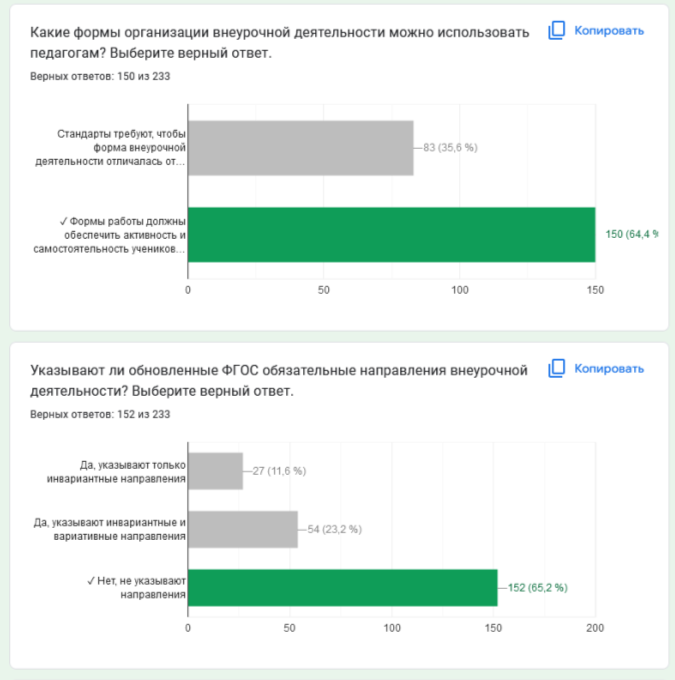 Какие формы организации внеурочной деятельности можно использовать
педагогам? Выберите верный ответ.
Копировать
Верных ответов: 150 из 233
Стандарты требуют, чтобы
форма внеурочной
деятельности отличалась от...
83 (35,6 %)
✓ Формы работы должны
обеспечить активность и
самостоятельность учеников...
150 (64,4 %
0 50 100 150
Указывают ли обновленные ФГОС обязательные направления внеурочной
деятельности? Выберите верный ответ.
Копировать
Верных ответов: 152 из 233
Да, указывают только
инвариантные направления
27 (11,6 %)
Да, указывают инвариантные и
вариативные направления
54 (23,2 %)
✓ Нет, не указывают
направления
152 (65,2 %)
0 50 100 150 200